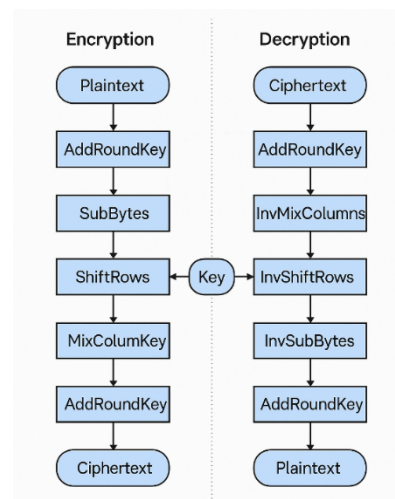 Encryption
Decryption
Plaintext
Ciphertext
AddRoundKey
AddRoundKey
SubBytes
InvMixColumns
ShiftRows
Key
InvShiftRows
MixColumKey
InvSubBytes
AddRoundKey
AddRoundKey
Ciphertext
Plaintext